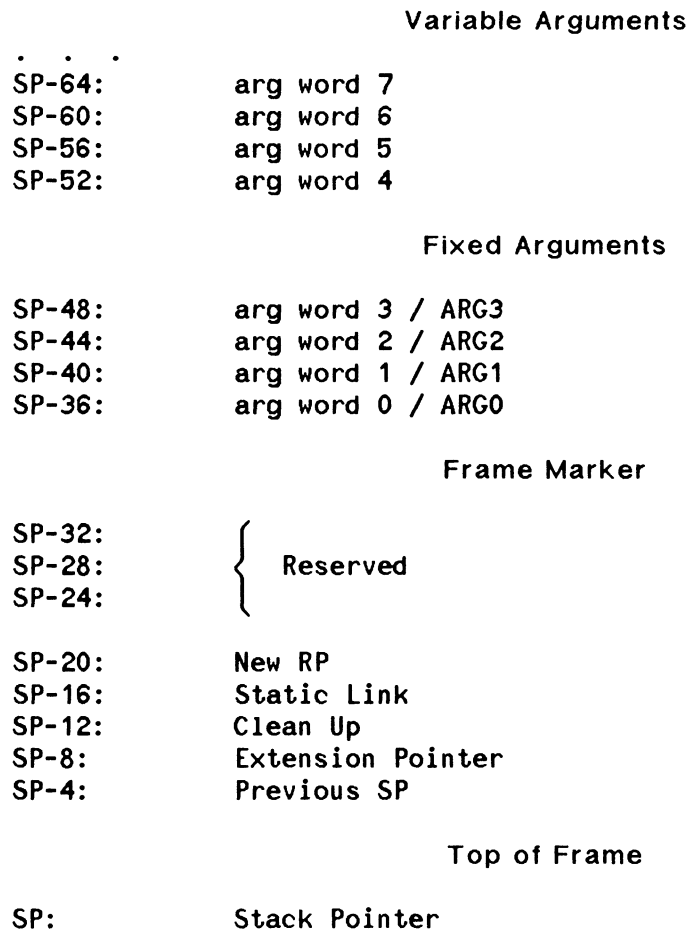 Variable Arguments
. . .
SP-64: arg word 7
SP-60: arg word 6
SP-56: arg word 5
SP-52: arg word 4
Fixed Arguments
SP-48: arg word 3 / ARG3
SP-44: arg word 2 / ARG2
SP-40: arg word 1 / ARG1
SP-36: arg word 0 / ARG0
Frame Marker
SP-32:
SP-28: Reserved
SP-24:
SP-20: New RP
SP-16: Static Link
SP-12: Clean Up
SP-8: Extension Pointer
SP-4: Previous SP
Top of Frame
SP: Stack Pointer